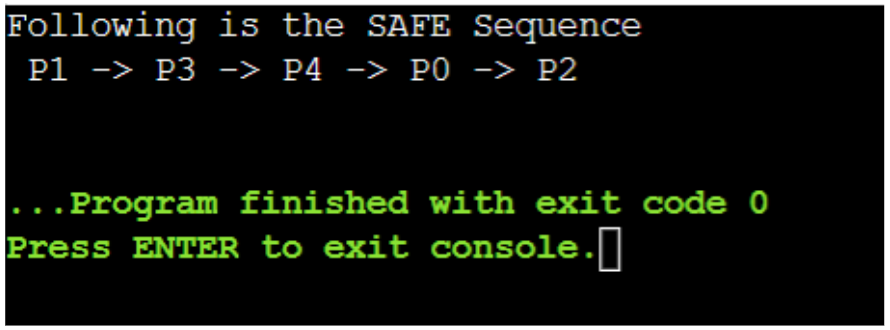 Following is the SAFE Sequence
P1 -> P3 -> P4 -> P0 -> P2
...Program finished with exit code 0
Press ENTER to exit console.